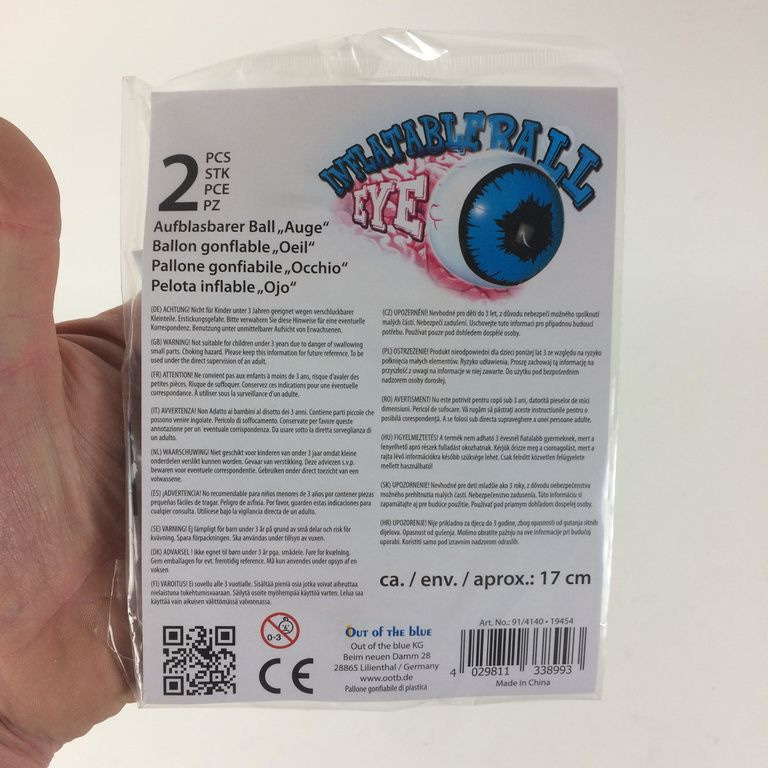 INFLATABLE BALL
EYE
2 PCS
STK
PCE
PZ
Aufblasbarer Ball „Auge“
Ballon gonflable „Oeil“
Pallone gonfiabile „Occhio“
Pelota inflable „Ojo“
(DE) ACHTUNG! Nicht für Kinder unter 3 Jahren geeignet wegen verschluckbarer
Kleinteile. Erstickungsgefahr. Bitte verwahren Sie diese Hinweise für eine eventuelle
Korrespondenz. Benutzung unter unmittelbarer Aufsicht von Erwachsenen.
(GB) WARNING! Not suitable for children under 3 years due to danger of swallowing
small parts. Choking hazard. Please keep this information for future reference. To be
used under the direct supervision of an adult.
(FR) ATTENTION! Ne convient pas aux enfants à moins de 3 ans, risque d'avaler des
petites pièces. Risque de suffoquer. Conservez ces indications pour une éventuelle
correspondance. À utiliser sous la surveillance d'un adulte.
(IT) AVVERTENZA! Non Adatto ai bambini al disotto dei 3 anni. Contiene parti piccole che
possono venire ingoiate. Pericolo di soffocamento. Conservate per favore queste
annotazioni per un'eventuale corrispondenza. Da usare sotto la diretta sorveglianza di
un adulto.
(NL) WAARSCHUWING! Niet geschikt voor kinderen van onder 3 jaar omdat kleine
onderdelen verslikt kunnen worden. Gevaar van verstikking. Deze adviezen s.v.p.
bewaren voor eventuele correspondentie. Gebruiken onder direct toezicht van een
volwassene.
(ES) ¡ADVERTENCIA! No recomendable para niños menores de 3 años por contener piezas
pequeñas fáciles de tragar. Peligro de asfixia. Por favor, guarden estas indicaciones para
cualquier consulta. Utilícese bajo la vigilancia directa de un adulto.
(SE) VARNING! Ej lämpligt för barn under 3 år på grund av små delar och risk för
kvävning. Spara förpackningen. Ska användas under tillsyn av vuxen.
(DK) ADVARSEL! Ikke egnet til børn under 3 år pga. smådele. Fare for kvælning.
Gem emballagen for evt. fremtidig reference. Må kun anvendes under opsyn af en
voksen
(FI) VAROITUS! Ei sovellu alle 3 vuotialle. Sisältää pieniä osia jotka voivat aiheuttaa
nielaistuna tukehtumisvaaraan. Säilytä osoite myöhempää käyttöä varten. Lelua saa
käyttää vain aikuisen välittömässä valvonnassa.
(CZ) UPOZORNĚNÍ! Nevhodné pro děti do 3 let, z důvodu nebezpečí možného spolknutí
malých částí. Nebezpečí zadušení. Uschovejte tuto informaci pro případnou budoucí
potřebu. Používat pouze pod dohledem dospělé osoby.
(PL) OSTRZEŻENIE! Produkt nieodpowiedni dla dzieci poniżej lat 3 ze względu na ryzyko
połknięcia małych elementów. Ryzyko udławienia. Proszę zachowaj tą informację na
przyszłość z uwagi na informacje w niej zawarte. Do użytku pod bezpośrednim
nadzorem osoby dorosłej.
(RO) AVERTISMENT! Nu este potrivit pentru copii sub 3 ani, datorită pieselor de mici
dimensiuni. Pericol de sufocare. Vă rugăm să păstrați aceste instrucțiuni pentru o
posibilă corespondență. A se folosi sub directa supraveghere a unei persoane adulte.
(HU) FIGYELMEZTETÉS! A termék nem adható 3 évesnél fiatalabb gyermeknek, mert a
lenyelhető apró részek fulladást okozhatnak. Kérjük őrizze meg a csomagolást, mert a
rajta lévő információkra később szüksége lehet. Csak felnőtt közvetlen felügyelete
mellett használható!
(SK) UPOZORNENIE! Nevhodné pre deti mladšie ako 3 roky, z dôvodu nebezpečenstva
možného prehltnutia malých častí. Nebezpečenstvo zadusenia. Túto informáciu si
zapamätajte aj pre budúce použitie. Používať pod priamym dohľadom dospelej osoby.
(HR) UPOZORENJE! Nije prikladno za djecu do 3 godine, zbog opasnosti od gutanja sitnih
dijelova. Opasnost od gušenja. Molimo obratite pažnju na ove informacije pri budućoj
uporabi. Koristiti samo pod izravnim nadzorom odraslih.
ca. / env. / aprox.: 17 cm
0-3
CE
OUT OF THE BLUE
Out of the blue KG
Beim neuen Damm 28
28865 Lilienthal / Germany
www.ootb.de
Pallone gonfiabile di plastica
Art. No.: 91/4140 • 19454
4 029811 338993
Made in China